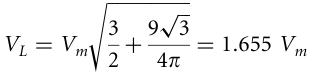 $V_L = V_m \sqrt{\frac{3}{2} + \frac{9\sqrt{3}}{4\pi}} = 1.655 \ V_m$